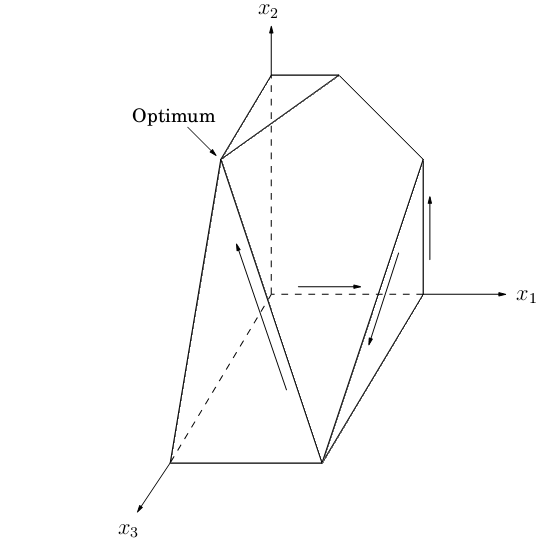 x₂
Optimum
x₁
x₃